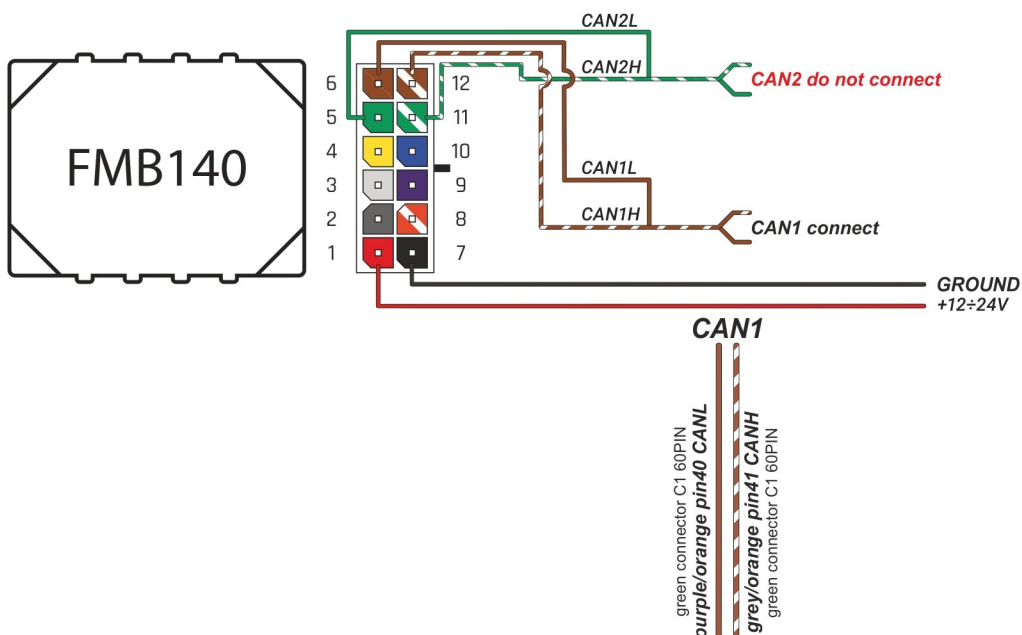 CAN2L
CAN2H
CAN2 do not connect
FMB140
6 12
5 11
4 10
3 9
2 8
1 7
CAN1L
CAN1H
CAN1 connect
GROUND
+12÷24V
CAN1
green connector C1 60PIN
purple/orange pin40 CANL
grey/orange pin41 CANH
green connector C1 60PIN